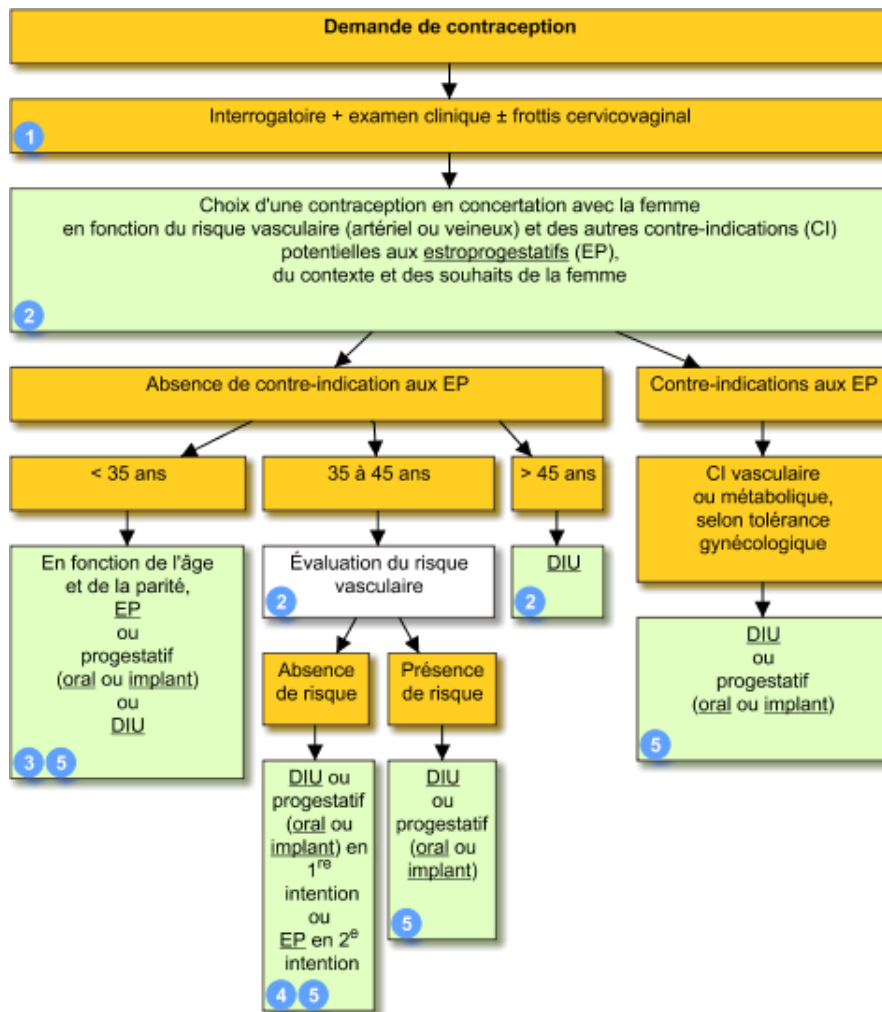 Demande de contraception
Interrogatoire + examen clinique ± frottis cervicovaginal
1
Choix d'une contraception en concertation avec la femme
en fonction du risque vasculaire (artériel ou veineux) et des autres contre-indications (CI)
potentielles aux estroprogestatifs (EP),
du contexte et des souhaits de la femme
2
Absence de contre-indication aux EP
Contre-indications aux EP
< 35 ans
35 à 45 ans
> 45 ans
CI vasculaire
ou métabolique,
selon tolérance
gynécologique
En fonction de l'âge
et de la parité,
EP
ou
progestatif
(oral ou implant)
ou
DIU
3 5
Évaluation du risque
vasculaire
2
DIU
2
Absence
de risque
Présence
de risque
DIU
ou
progestatif
(oral ou implant)
5
DIU ou
progestatif
(oral ou
implant) en
1re
intention
ou
EP en 2e
intention
4 5
DIU
ou
progestatif
(oral ou
implant)
5